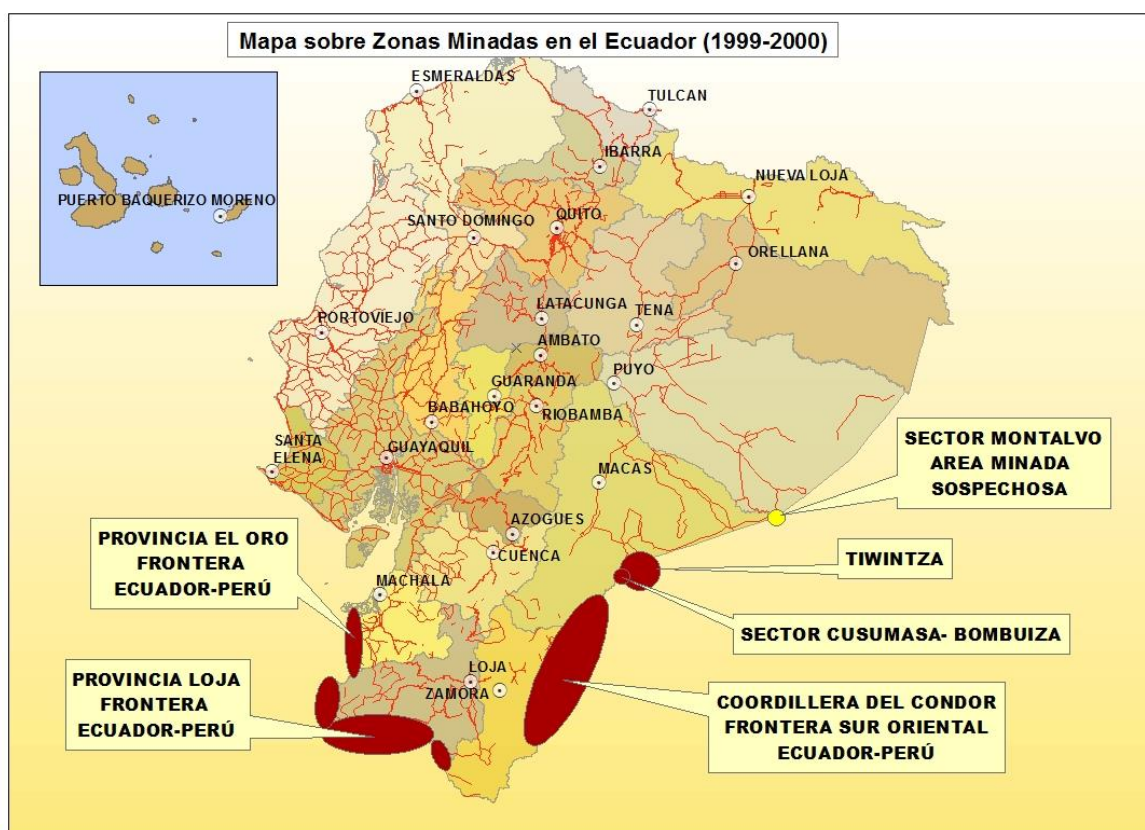 Mapa sobre Zonas Minadas en el Ecuador (1999-2000)
ESMERALDAS
TULCAN
IBARRA
NUEVA LOJA
PUERTO BAQUERIZO MORENO
SANTO DOMINGO
QUITO
ORELLANA
LATACUNGA
TENA
PORTOVIEJO
AMBATO
PUYO
GUARANDA
BABAHOYO
RIOBAMBA
SANTA
ELENA
GUAYAQUIL
MACAS
SECTOR MONTALVO
AREA MINADA
SOSPECHOSA
AZOGUES
CUENCA
PROVINCIA EL ORO
FRONTERA
ECUADOR-PERÚ
TIWINTZA
MACHALA
SECTOR CUSUMASA- BOMBUIZA
LOJA
ZAMORA
PROVINCIA LOJA
FRONTERA
ECUADOR-PERÚ
COORDILLERA DEL CONDOR
FRONTERA SUR ORIENTAL
ECUADOR-PERÚ